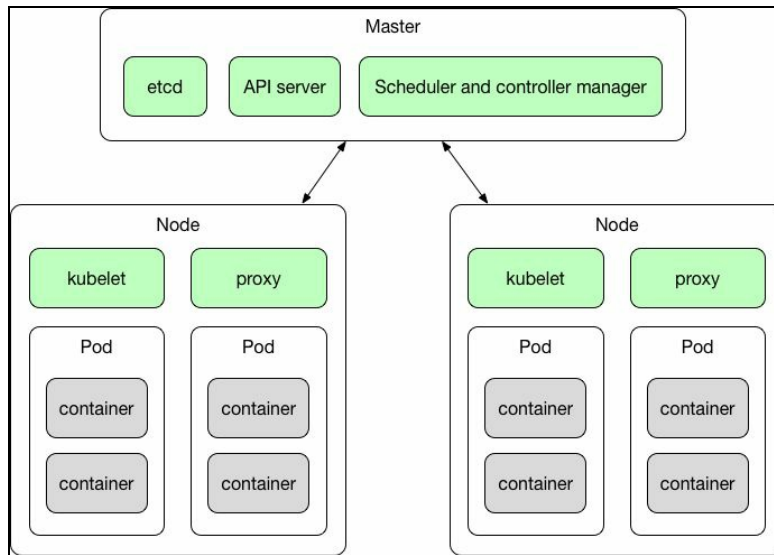 Master
etcd
API server
Scheduler and controller manager
Node
kubelet
proxy
Pod
Pod
container
container
container
container
Node
kubelet
proxy
Pod
Pod
container
container
container
container